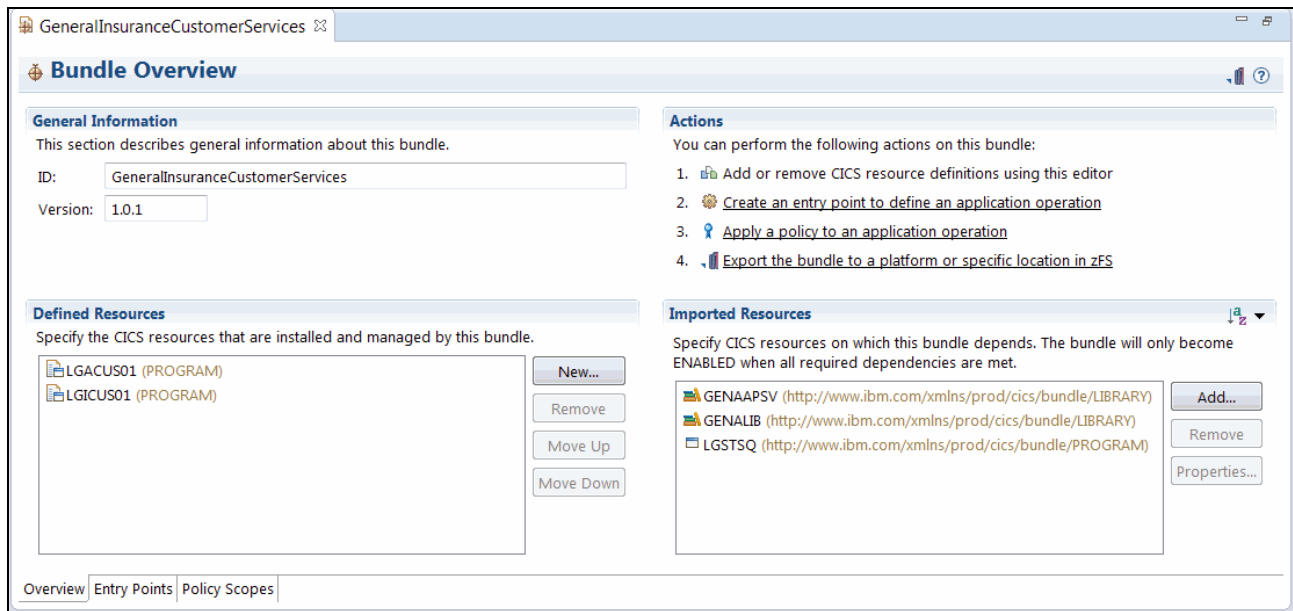 GeneralInsuranceCustomerServices
Bundle Overview
General Information
This section describes general information about this bundle.
ID: GeneralInsuranceCustomerServices
Version: 1.0.1
Actions
You can perform the following actions on this bundle:
1. Add or remove CICS resource definitions using this editor
2. Create an entry point to define an application operation
3. Apply a policy to an application operation
4. Export the bundle to a platform or specific location in zFS
Defined Resources
Specify the CICS resources that are installed and managed by this bundle.
LGACUS01 (PROGRAM)
LGICUS01 (PROGRAM)
New...
Remove
Move Up
Move Down
Imported Resources
Specify CICS resources on which this bundle depends. The bundle will only become
ENABLED when all required dependencies are met.
GENAAPSV (http://www.ibm.com/xmlns/prod/cics/bundle/LIBRARY)
GENALIB (http://www.ibm.com/xmlns/prod/cics/bundle/LIBRARY)
LGSTSQ (http://www.ibm.com/xmlns/prod/cics/bundle/PROGRAM)
Add...
Remove
Properties...
Overview Entry Points Policy Scopes